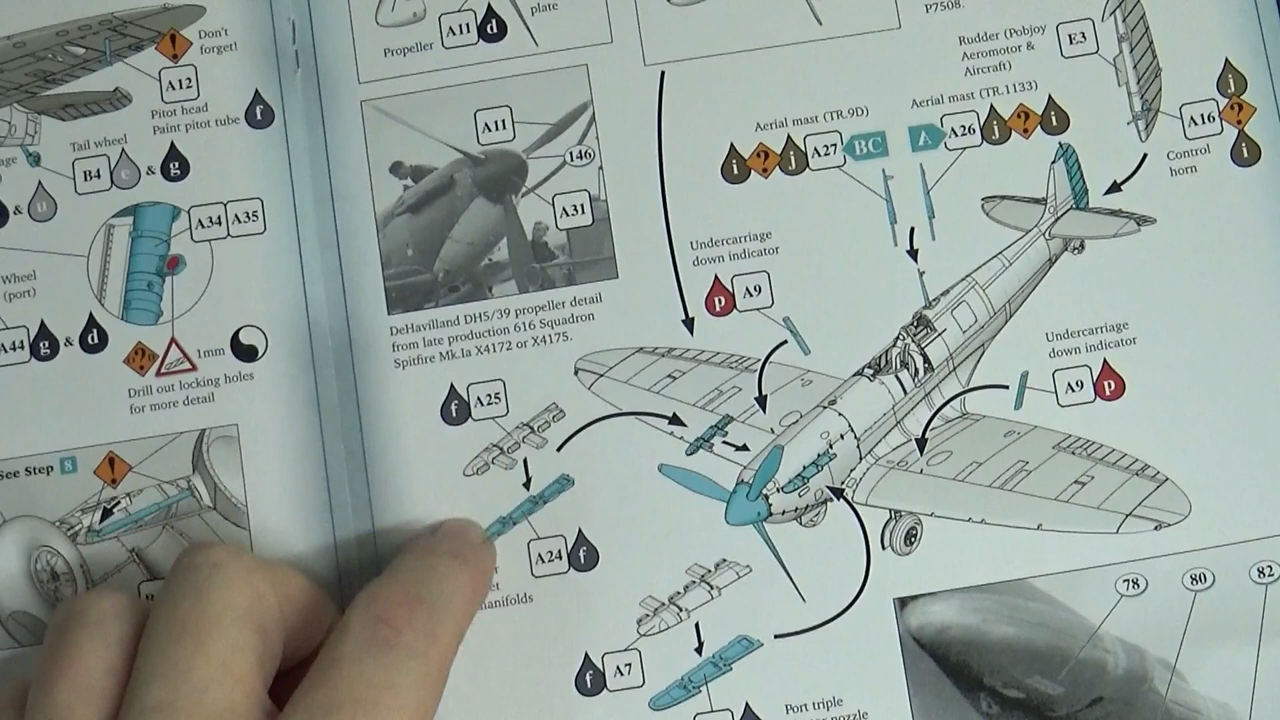 Don't
forget!
A12
Pitot head
Paint pitot tube
f
Tail wheel
B4
c
&
g
&
u
A34
A35
Wheel
(port)
A44
g
&
d
1mm
Drill out locking holes
for more detail
See Step 8
Propeller
A11
d
plate
A11
146
A31
DeHavilland DH5/39 propeller detail
from late production 616 Squadron
Spitfire Mk.Ia X4172 or X4175.
P7508.
Rudder (Pobjoy
Aeromotor &
Aircraft)
E3
j
A16
?
i
Control
horn
Aerial mast (TR.9D)
i
?
j
A27
BC
Aerial mast (TR.1133)
A
A26
j
?
i
Undercarriage
down indicator
p
A9
Undercarriage
down indicator
A9
p
f
A25
A24
f
manifolds
f
A7
Port triple
nozzle
78
80
82